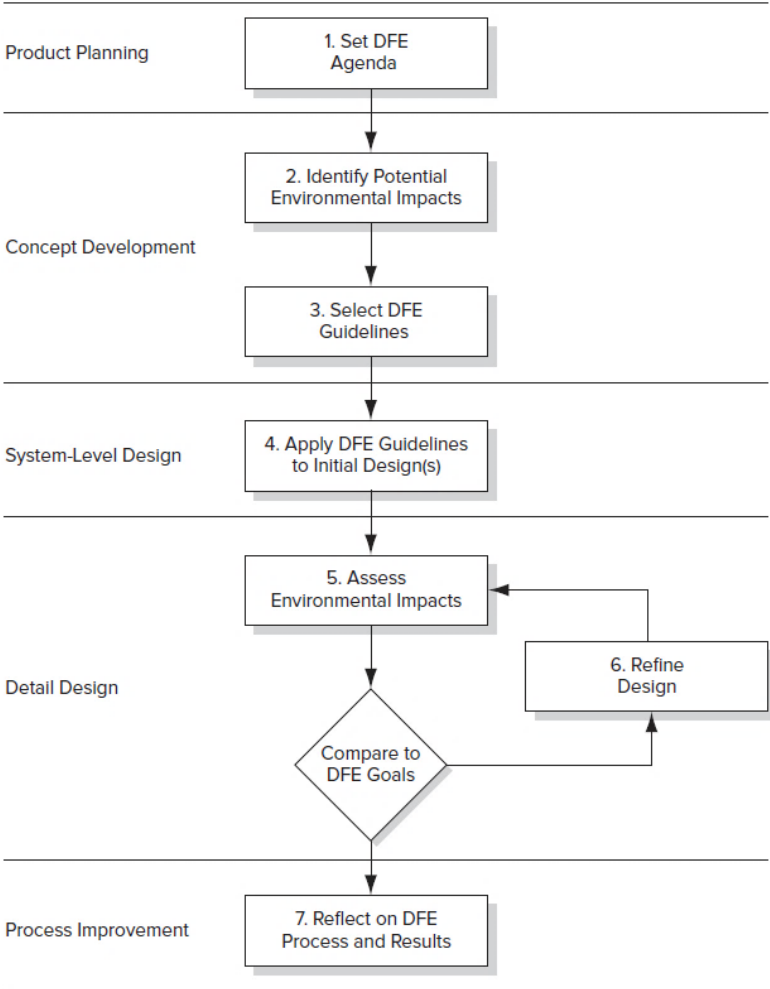 Product Planning
1. Set DFE
Agenda
2. Identify Potential
Environmental Impacts
Concept Development
3. Select DFE
Guidelines
System-Level Design
4. Apply DFE Guidelines
to Initial Design(s)
5. Assess
Environmental Impacts
6. Refine
Design
Detail Design
Compare to
DFE Goals
7. Reflect on DFE
Process and Results
Process Improvement